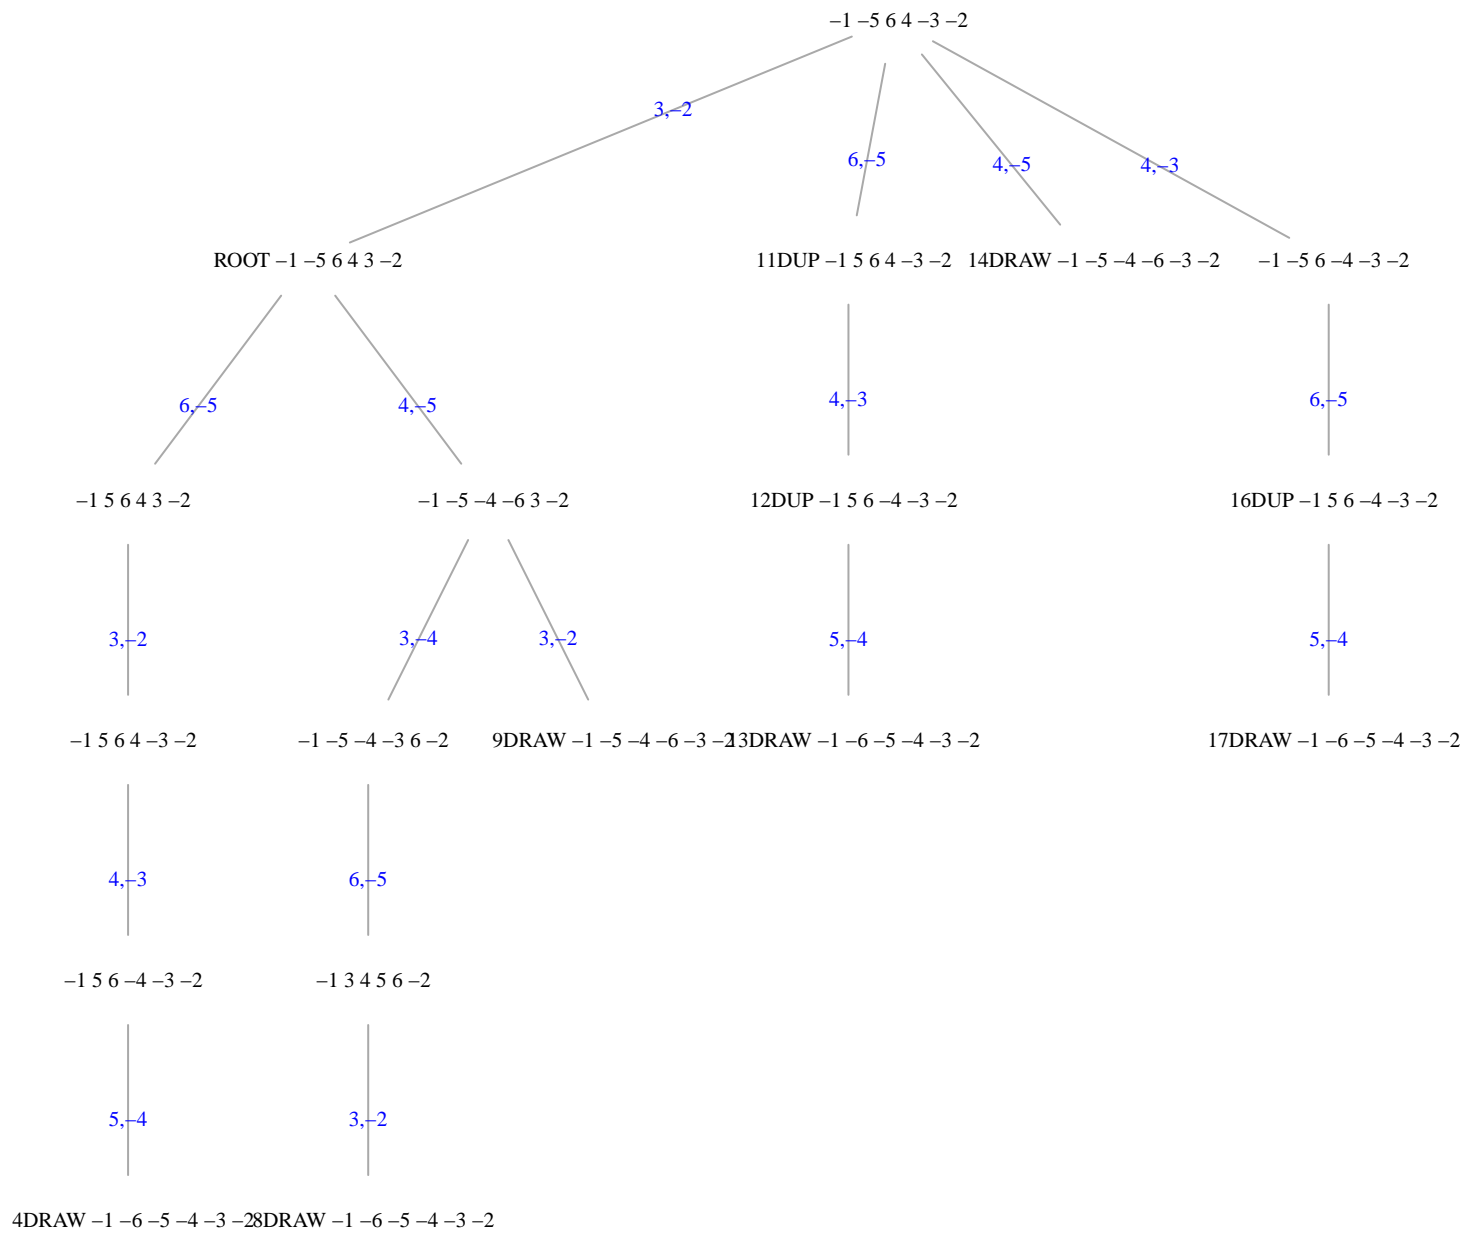 –1 –5 6 4 –3 –2
3,–2
6,–5
4,–5
4,–3
ROOT –1 –5 6 4 3 –2
11DUP –1 5 6 4 –3 –2
14DRAW –1 –5 –4 –6 –3 –2
–1 –5 6 –4 –3 –2
6,–5
4,–5
4,–3
6,–5
–1 5 6 4 3 –2
–1 –5 –4 –6 3 –2
12DUP –1 5 6 –4 –3 –2
16DUP –1 5 6 –4 –3 –2
3,–2
3,–4
3,–2
5,–4
5,–4
–1 5 6 4 –3 –2
–1 –5 –4 –3 6 –2
9DRAW –1 –5 –4 –6 –3 –2
13DRAW –1 –6 –5 –4 –3 –2
17DRAW –1 –6 –5 –4 –3 –2
4,–3
6,–5
–1 5 6 –4 –3 –2
–1 3 4 5 6 –2
5,–4
3,–2
4DRAW –1 –6 –5 –4 –3 –2
8DRAW –1 –6 –5 –4 –3 –2